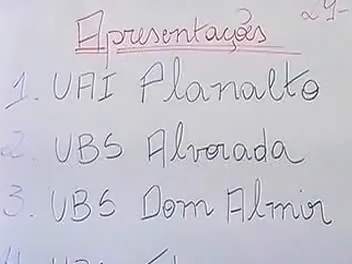 Apresentações
1. UAI Planalto
2. UBS Alvorada
3. UBS Dom Almir